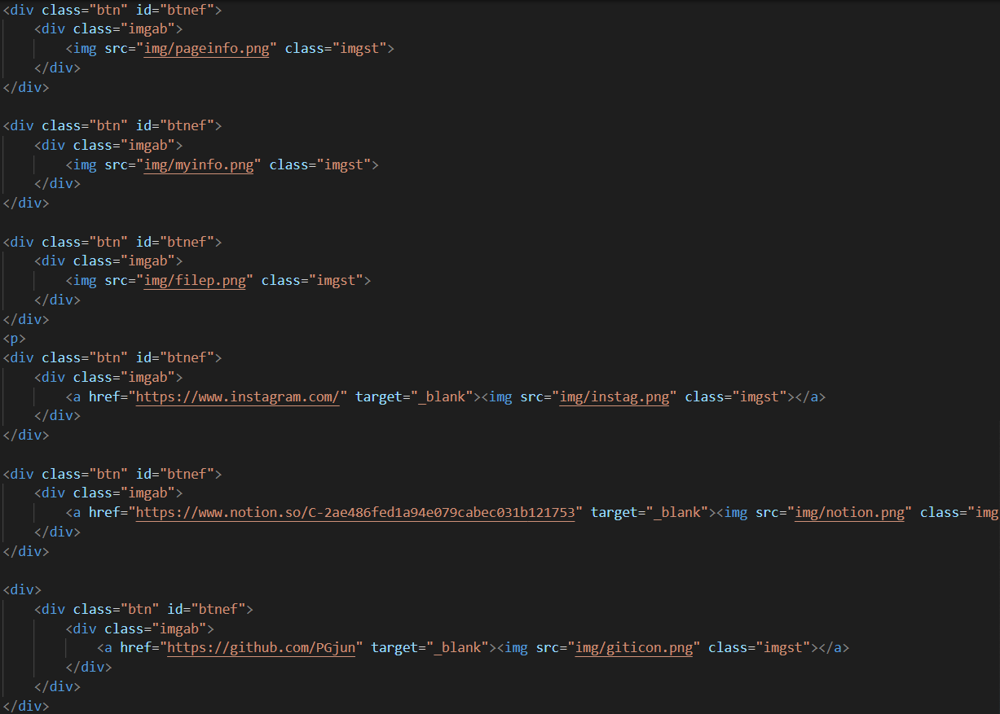 <div class="btn" id="btnef">
    <div class="imgab">
        <img src="img/pageinfo.png" class="imgst">
    </div>
</div>

<div class="btn" id="btnef">
    <div class="imgab">
        <img src="img/myinfo.png" class="imgst">
    </div>
</div>

<div class="btn" id="btnef">
    <div class="imgab">
        <img src="img/filep.png" class="imgst">
    </div>
</div>
<p>
<div class="btn" id="btnef">
    <div class="imgab">
        <a href="https://www.instagram.com/" target="_blank"><img src="img/instag.png" class="imgst"></a>
    </div>
</div>

<div class="btn" id="btnef">
    <div class="imgab">
        <a href="https://www.notion.so/C-2ae486fed1a94e079cabec031b121753" target="_blank"><img src="img/notion.png" class="img
    </div>
</div>

<div>
    <div class="btn" id="btnef">
        <div class="imgab">
            <a href="https://github.com/PGjun" target="_blank"><img src="img/giticon.png" class="imgst"></a>
        </div>
    </div>
</div>